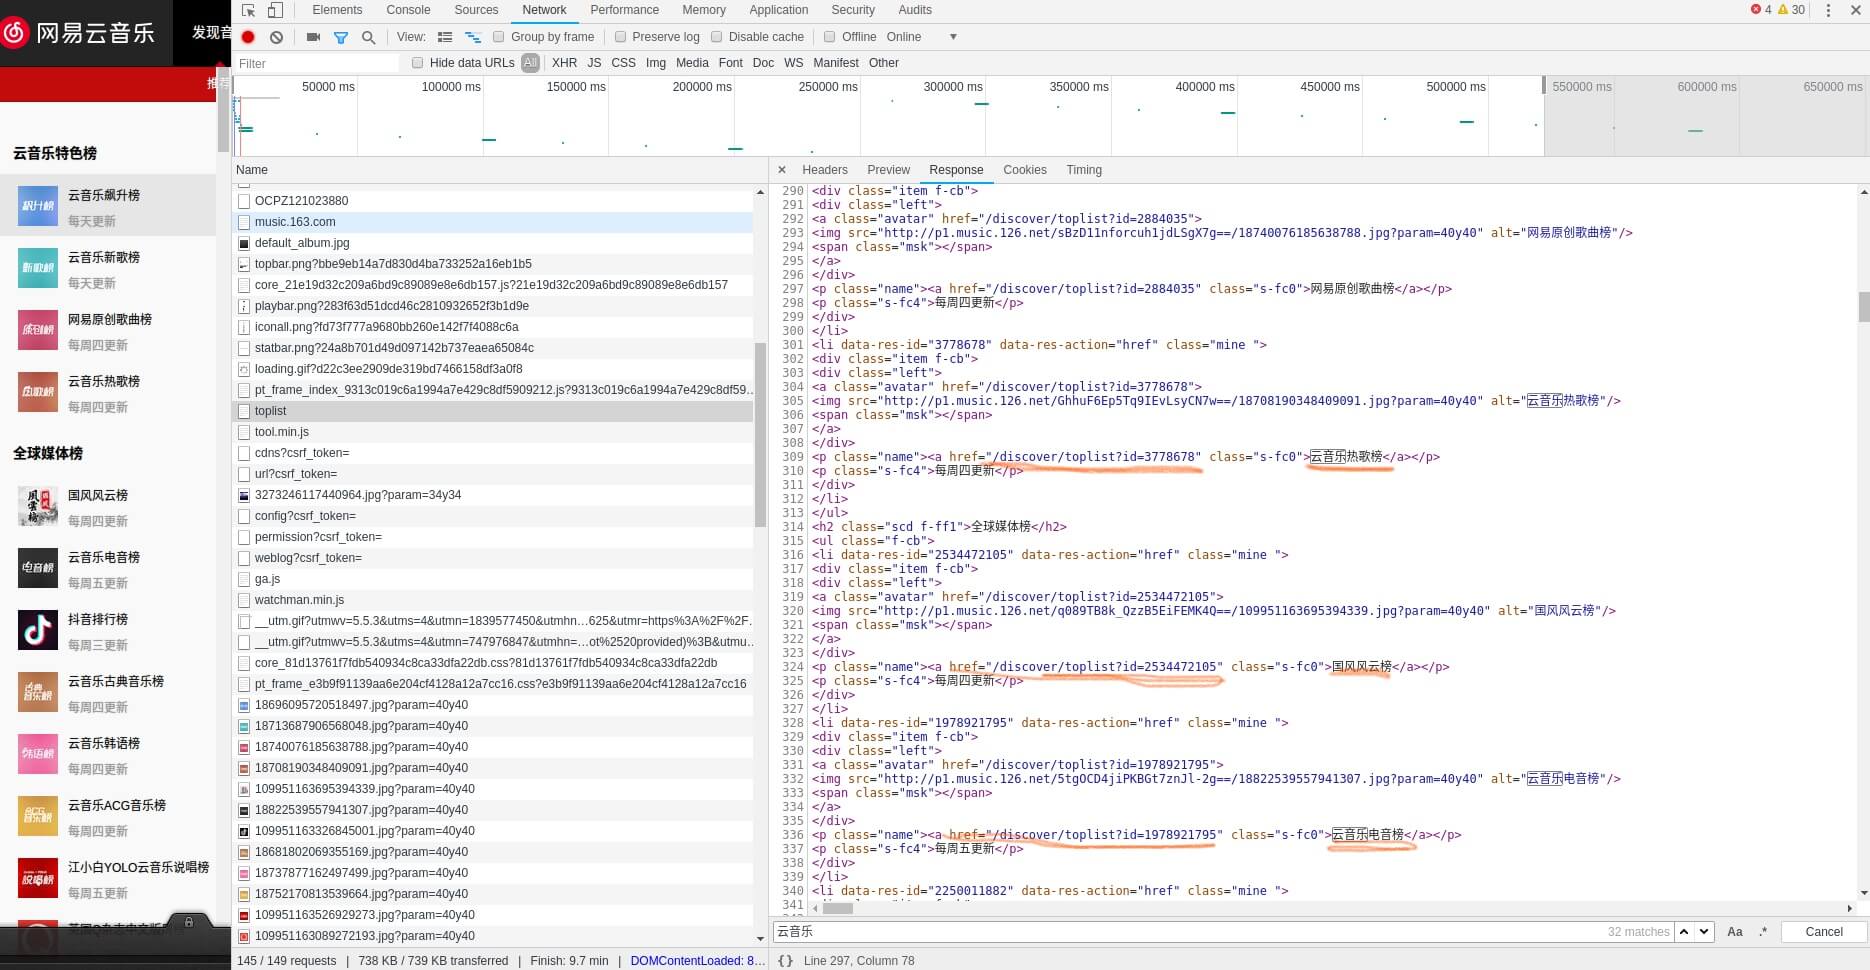 网易云音乐
发现音
推荐
云音乐特色榜
云音乐飙升榜
每天更新
云音乐新歌榜
每天更新
网易原创歌曲榜
每周四更新
云音乐热歌榜
每周四更新
全球媒体榜
国风风云榜
每周四更新
云音乐电音榜
每周五更新
抖音排行榜
每周三更新
云音乐古典音乐榜
每周四更新
云音乐韩语榜
每周四更新
云音乐ACG音乐榜
每周四更新
江小白YOLO云音乐说唱榜
每周五更新
英国Q杂志中文版周榜
Elements Console Sources Network Performance Memory Application Security Audits 4 30
View: Group by frame Preserve log Disable cache Offline Online
Filter Hide data URLs All XHR JS CSS Img Media Font Doc WS Manifest Other
50000 ms 100000 ms 150000 ms 200000 ms 250000 ms 300000 ms 350000 ms 400000 ms 450000 ms 500000 ms 550000 ms 600000 ms 650000 ms
Name
OCPZ121023880
music.163.com
default_album.jpg
topbar.png?bbe9eb14a7d830d4ba733252a16eb1b5
core_21e19d32c209a6bd9c89089e8e6db157.js?21e19d32c209a6bd9c89089e8e6db157
playbar.png?283f63d51dcd46c2810932652f3b1d9e
iconall.png?fd73f777a9680bb260e142f7f4088c6a
statbar.png?24a8b701d49d097142b737eaea65084c
loading.gif?d22c3ee2909de319bd7466158df3a0f8
pt_frame_index_9313c019c6a1994a7e429c8df5909212.js?9313c019c6a1994a7e429c8df59…
toplist
tool.min.js
cdns?csrf_token=
url?csrf_token=
3273246117440964.jpg?param=34y34
config?csrf_token=
permission?csrf_token=
weblog?csrf_token=
ga.js
watchman.min.js
__utm.gif?utmwv=5.5.3&utms=4&utmn=1839577450&utmhn…625&utmr=https%3A%2F%2F…
__utm.gif?utmwv=5.5.3&utms=4&utmn=747976847&utmhn=…ot%2520provided)%3B&utmu…
core_81d13761f7fdb540934c8ca33dfa22db.css?81d13761f7fdb540934c8ca33dfa22db
pt_frame_e3b9f91139aa6e204cf4128a12a7cc16.css?e3b9f91139aa6e204cf4128a12a7cc16
18696095720518497.jpg?param=40y40
18713687906568048.jpg?param=40y40
18740076185638788.jpg?param=40y40
18708190348409091.jpg?param=40y40
109951163695394339.jpg?param=40y40
18822539557941307.jpg?param=40y40
109951163326845001.jpg?param=40y40
18681802069355169.jpg?param=40y40
18737877162497499.jpg?param=40y40
18752170813539664.jpg?param=40y40
109951163526929273.jpg?param=40y40
109951163089272193.jpg?param=40y40
145 / 149 requests | 738 KB / 739 KB transferred | Finish: 9.7 min | DOMContentLoaded: 8…
Headers Preview Response Cookies Timing
290 <div class="item f-cb">
291 <div class="left">
292 <a class="avatar" href="/discover/toplist?id=2884035">
293 <img src="http://p1.music.126.net/sBzD11nforcuh1jdLSgX7g==/18740076185638788.jpg?param=40y40" alt="网易原创歌曲榜"/>
294 <span class="msk"></span>
295 </a>
296 </div>
297 <p class="name"><a href="/discover/toplist?id=2884035" class="s-fc0">网易原创歌曲榜</a></p>
298 <p class="s-fc4">每周四更新</p>
299 </div>
300 </li>
301 <li data-res-id="3778678" data-res-action="href" class="mine ">
302 <div class="item f-cb">
303 <div class="left">
304 <a class="avatar" href="/discover/toplist?id=3778678">
305 <img src="http://p1.music.126.net/GhhuF6Ep5Tq9IEvLsyCN7w==/18708190348409091.jpg?param=40y40" alt="云音乐热歌榜"/>
306 <span class="msk"></span>
307 </a>
308 </div>
309 <p class="name"><a href="/discover/toplist?id=3778678" class="s-fc0">云音乐热歌榜</a></p>
310 <p class="s-fc4">每周四更新</p>
311 </div>
312 </li>
313 </ul>
314 <h2 class="scd f-ff1">全球媒体榜</h2>
315 <ul class="f-cb">
316 <li data-res-id="2534472105" data-res-action="href" class="mine ">
317 <div class="item f-cb">
318 <div class="left">
319 <a class="avatar" href="/discover/toplist?id=2534472105">
320 <img src="http://p1.music.126.net/q089TB8k_QzzB5EiFEMK4Q==/109951163695394339.jpg?param=40y40" alt="国风风云榜"/>
321 <span class="msk"></span>
322 </a>
323 </div>
324 <p class="name"><a href="/discover/toplist?id=2534472105" class="s-fc0">国风风云榜</a></p>
325 <p class="s-fc4">每周四更新</p>
326 </div>
327 </li>
328 <li data-res-id="1978921795" data-res-action="href" class="mine ">
329 <div class="item f-cb">
330 <div class="left">
331 <a class="avatar" href="/discover/toplist?id=1978921795">
332 <img src="http://p1.music.126.net/5tgOCD4jiPKBGt7znJl-2g==/18822539557941307.jpg?param=40y40" alt="云音乐电音榜"/>
333 <span class="msk"></span>
334 </a>
335 </div>
336 <p class="name"><a href="/discover/toplist?id=1978921795" class="s-fc0">云音乐电音榜</a></p>
337 <p class="s-fc4">每周五更新</p>
338 </div>
339 </li>
340 <li data-res-id="2250011882" data-res-action="href" class="mine ">
341
云音乐 32 matches Aa .* Cancel
{} Line 297, Column 78